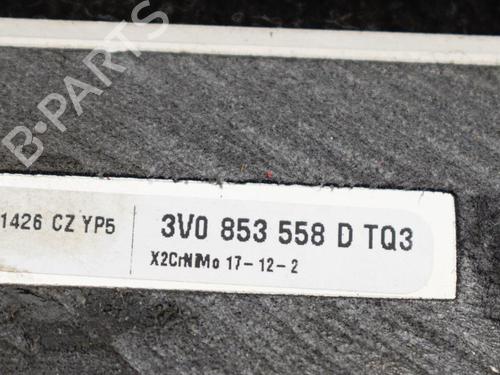 B-PARTS
1426 CZ YP5
3V0 853 558 D TQ3
X2CrNiMo 17-12-2